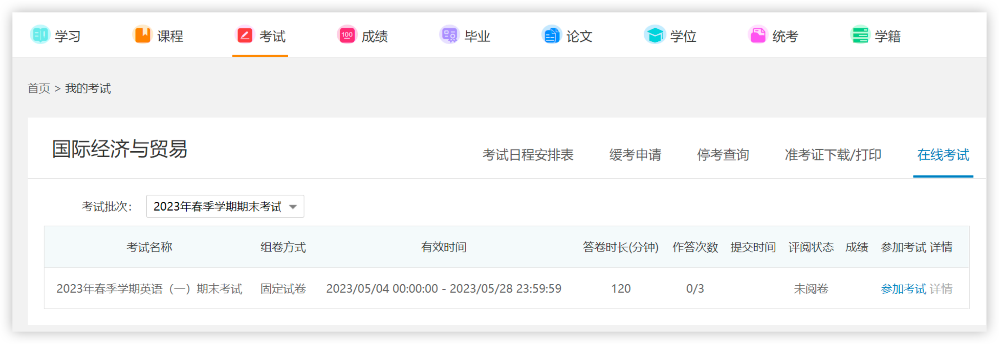 学习 课程 考试 100 成绩 毕业 论文 学位 统考 学籍
首页 > 我的考试
国际经济与贸易
考试日程安排表 缓考申请 停考查询 准考证下载/打印 在线考试
考试批次： 2023年春季学期期末考试
考试名称 组卷方式 有效时间 答卷时长(分钟) 作答次数 提交时间 评阅状态 成绩 参加考试 详情
2023年春季学期英语（一）期末考试 固定试卷 2023/05/04 00:00:00 - 2023/05/28 23:59:59 120 0/3 未阅卷 参加考试 详情